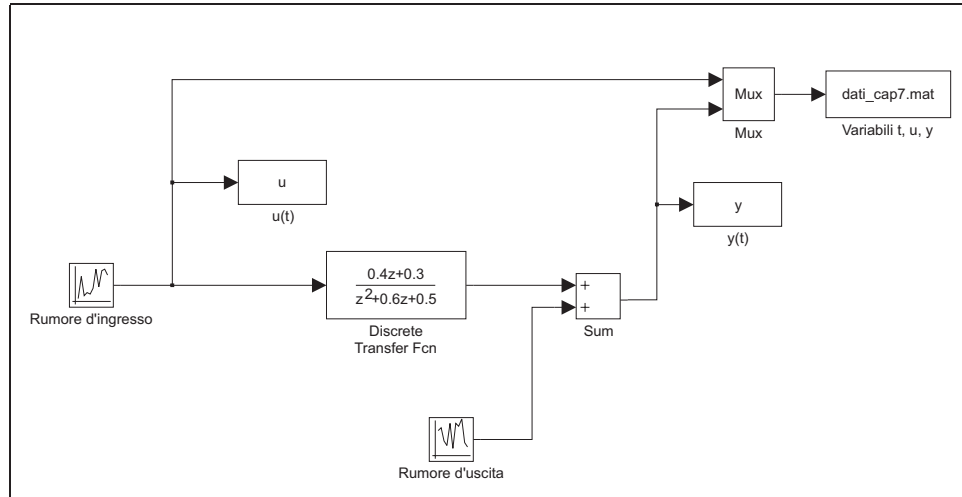 Mux
Mux
dati_cap7.mat
Variabili t, u, y
u
u(t)
y
y(t)
Rumore d'ingresso
0.4z+0.3
z2+0.6z+0.5
Discrete
Transfer Fcn
+
+
Sum
Rumore d'uscita